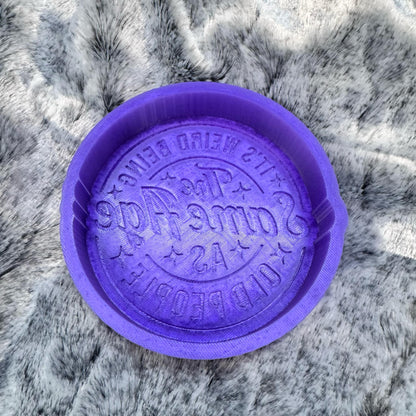 IT'S WEIRD BEING
The
Same Age
AS
OLD PEOPLE